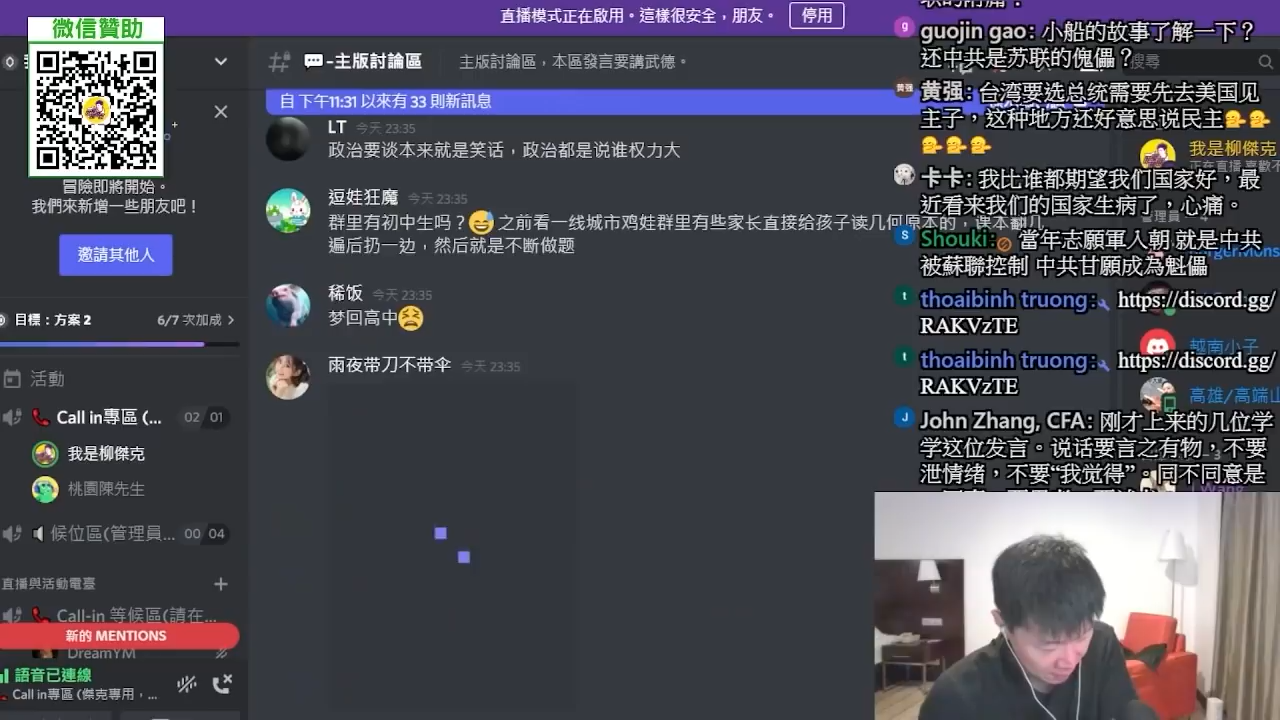 直播模式正在啟用。這樣很安全，朋友。
停用
微信贊助
冒險即將開始。
我們來新增一些朋友吧！
邀請其他人
目標：方案 2
6/7 次加成
活動
Call in專區 (...
02 01
我是柳傑克
桃園陳先生
候位區(管理員...
00 04
直播與活動電臺
Call-in 等候區(請在...
新的 MENTIONS
DreamYM
語音已連線
Call in專區 (傑克專用，...
-主版討論區
主版討論區，本區發言要講武德。
自 下午11:31 以來有 33 則新訊息
LT 今天 23:35
政治要谈本来就是笑话，政治都是说谁权力大
逗娃狂魔 今天 23:35
群里有初中生吗？😅 之前看一线城市鸡娃群里有些家长直接给孩子读几何原本的，课本翻几
遍后扔一边，然后就是不断做题
稀饭 今天 23:35
梦回高中😫
雨夜带刀不带伞 今天 23:35
搜尋
guojin gao: 小船的故事了解一下？
还中共是苏联的傀儡？
黄强: 台湾要选总统需要先去美国见
主子，这种地方还好意思说民主
卡卡: 我比谁都期望我们国家好，最
近看来我们的国家生病了，心痛。
Shouki: 當年志願軍入朝 就是中共
被蘇聯控制 中共甘願成為魁儡
thoaibinh truong: https://discord.gg/
RAKVzTE
thoaibinh truong: https://discord.gg/
RAKVzTE
John Zhang, CFA: 刚才上来的几位学
学这位发言。说话要言之有物，不要
泄情绪，不要“我觉得”。同不同意是
我是柳傑克
越南小子
高雄/高端山